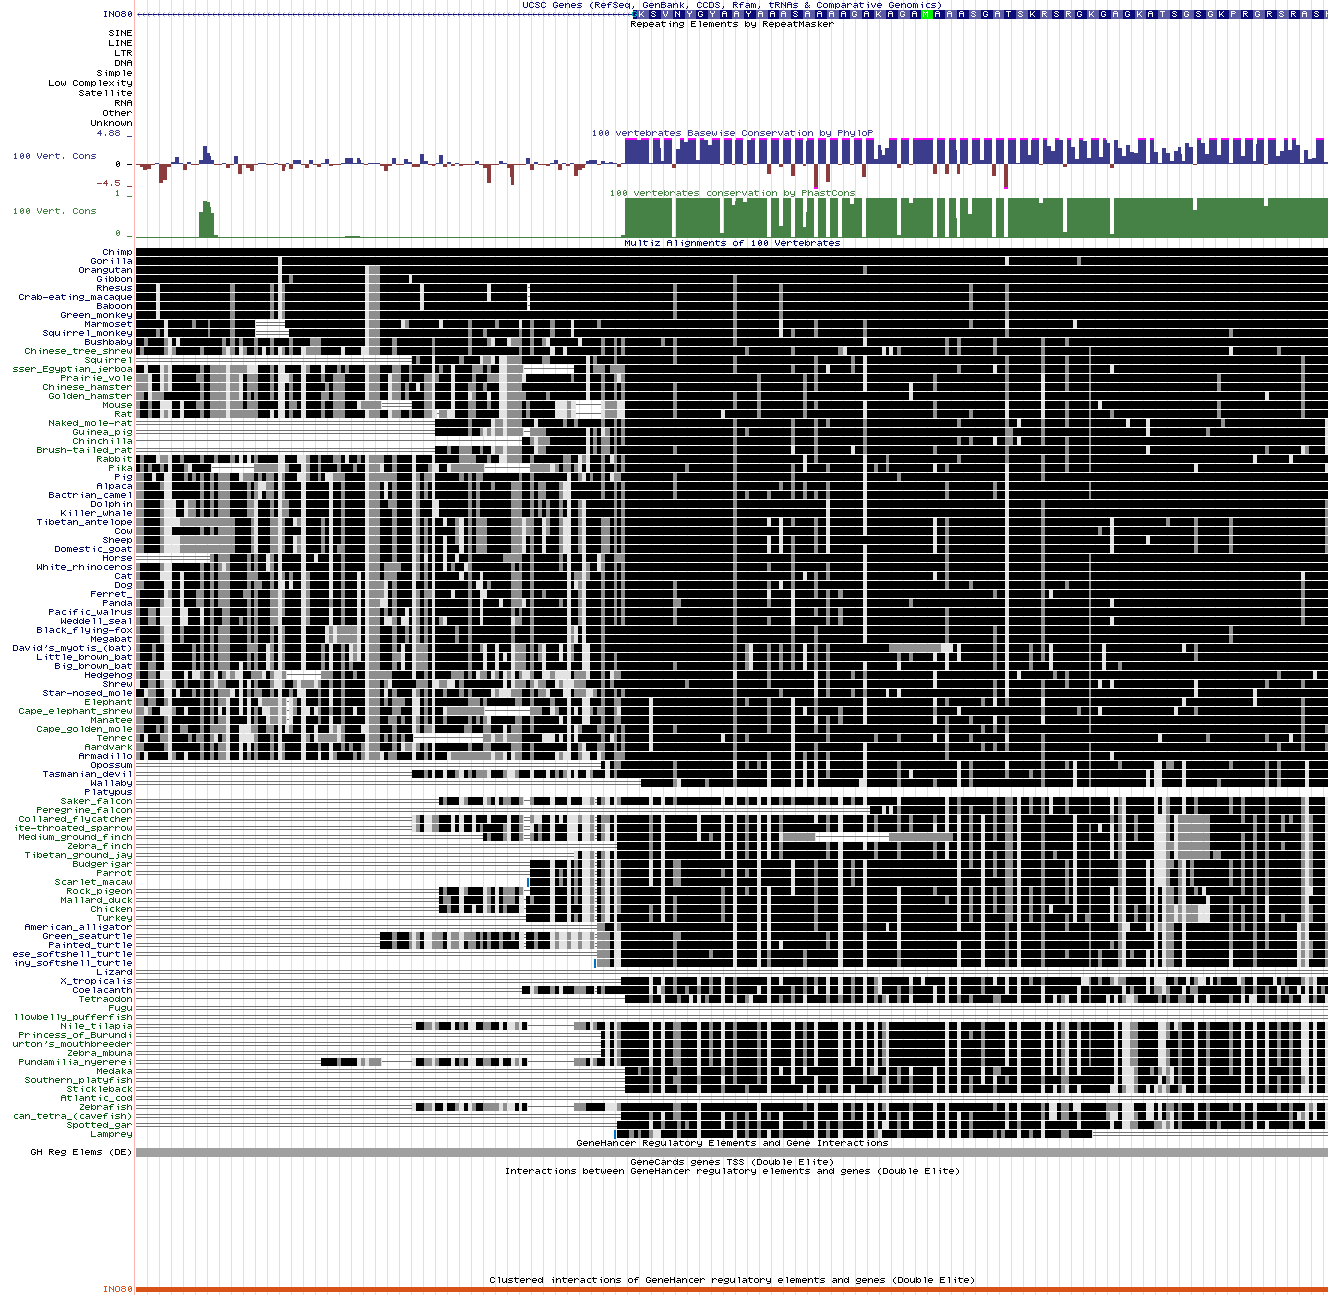 UCSC Genes (RefSeq, GenBank, CCDS, Rfam, tRNAs & Comparative Genomics)
INO80
Repeating Elements by RepeatMasker
SINE
LINE
LTR
DNA
Simple
Low Complexity
Satellite
RNA
Other
Unknown
100 vertebrates Basewise Conservation by PhyloP
4.88 _
100 Vert. Cons
0 _
-4.5 _
100 vertebrates conservation by PhastCons
1 _
100 Vert. Cons
0 _
Multiz Alignments of 100 Vertebrates
Chimp
Gorilla
Orangutan
Gibbon
Rhesus
Crab-eating_macaque
Baboon
Green_monkey
Marmoset
Squirrel_monkey
Bushbaby
Chinese_tree_shrew
Squirrel
sser_Egyptian_jerboa
Prairie_vole
Chinese_hamster
Golden_hamster
Mouse
Rat
Naked_mole-rat
Guinea_pig
Chinchilla
Brush-tailed_rat
Rabbit
Pika
Pig
Alpaca
Bactrian_camel
Dolphin
Killer_whale
Tibetan_antelope
Cow
Sheep
Domestic_goat
Horse
White_rhinoceros
Cat
Dog
Ferret_
Panda
Pacific_walrus
Weddell_seal
Black_flying-fox
Megabat
David's_myotis_(bat)
Little_brown_bat
Big_brown_bat
Hedgehog
Shrew
Star-nosed_mole
Elephant
Cape_elephant_shrew
Manatee
Cape_golden_mole
Tenrec
Aardvark
Armadillo
Opossum
Tasmanian_devil
Wallaby
Platypus
Saker_falcon
Peregrine_falcon
Collared_flycatcher
ite-throated_sparrow
Medium_ground_finch
Zebra_finch
Tibetan_ground_jay
Budgerigar
Parrot
Scarlet_macaw
Rock_pigeon
Mallard_duck
Chicken
Turkey
American_alligator
Green_seaturtle
Painted_turtle
ese_softshell_turtle
iny_softshell_turtle
Lizard
X_tropicalis
Coelacanth
Tetraodon
Fugu
llowbelly_pufferfish
Nile_tilapia
Princess_of_Burundi
urton's_mouthbreeder
Zebra_mbuna
Pundamilia_nyererei
Medaka
Southern_platyfish
Stickleback
Atlantic_cod
Zebrafish
can_tetra_(cavefish)
Spotted_gar
Lamprey
GeneHancer Regulatory Elements and Gene Interactions
GH Reg Elems (DE)
GeneCards genes TSS (Double Elite)
Interactions between GeneHancer regulatory elements and genes (Double Elite)
Clustered interactions of GeneHancer regulatory elements and genes (Double Elite)
INO80